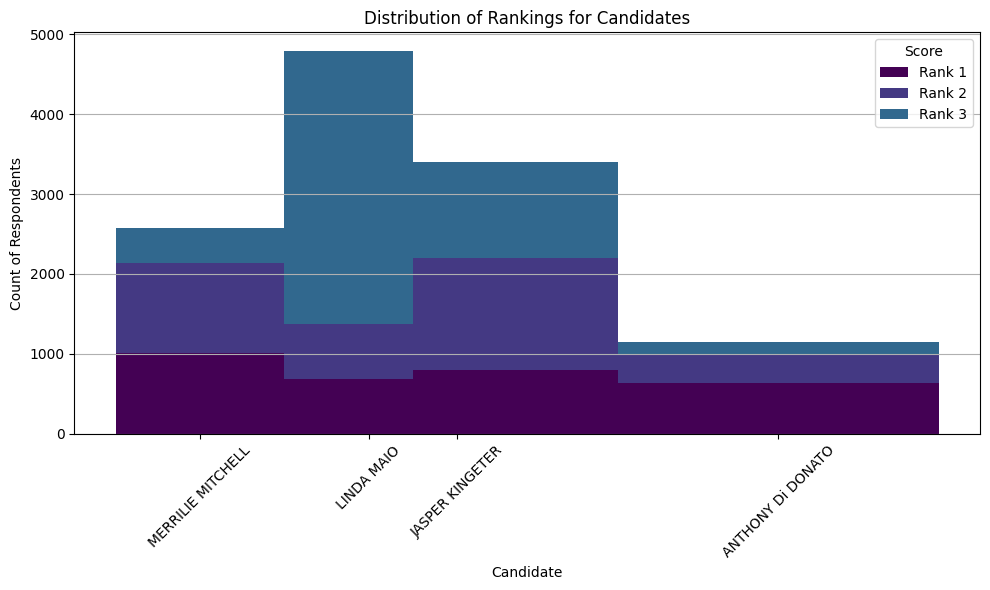 Distribution of Rankings for Candidates
Score
Rank 1
Rank 2
Rank 3
Count of Respondents
5000
4000
3000
2000
1000
0
MERRILIE MITCHELL
LINDA MAIO
JASPER KINGETER
ANTHONY Di DONATO
Candidate